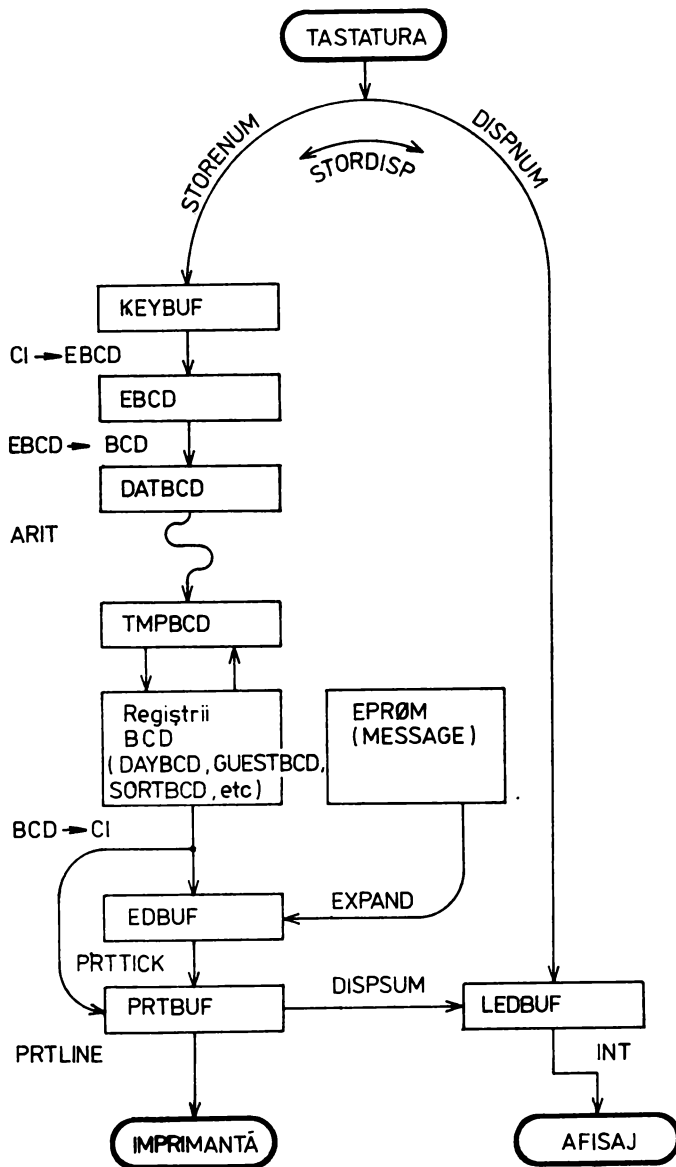 TASTATURA
STORENUM
STORDISP
DISPNUM
KEYBUF
CI → EBCD
EBCD
EBCD → BCD
DATBCD
ARIT
TMPBCD
Regiștrii
BCD
(DAYBCD, GUESTBCD,
SORTBCD, etc)
EPRØM
(MESSAGE)
BCD → CI
EDBUF
EXPAND
PRTTICK
PRTBUF
DISPSUM
LEDBUF
PRTLINE
INT
IMPRIMANTĂ
AFISAJ